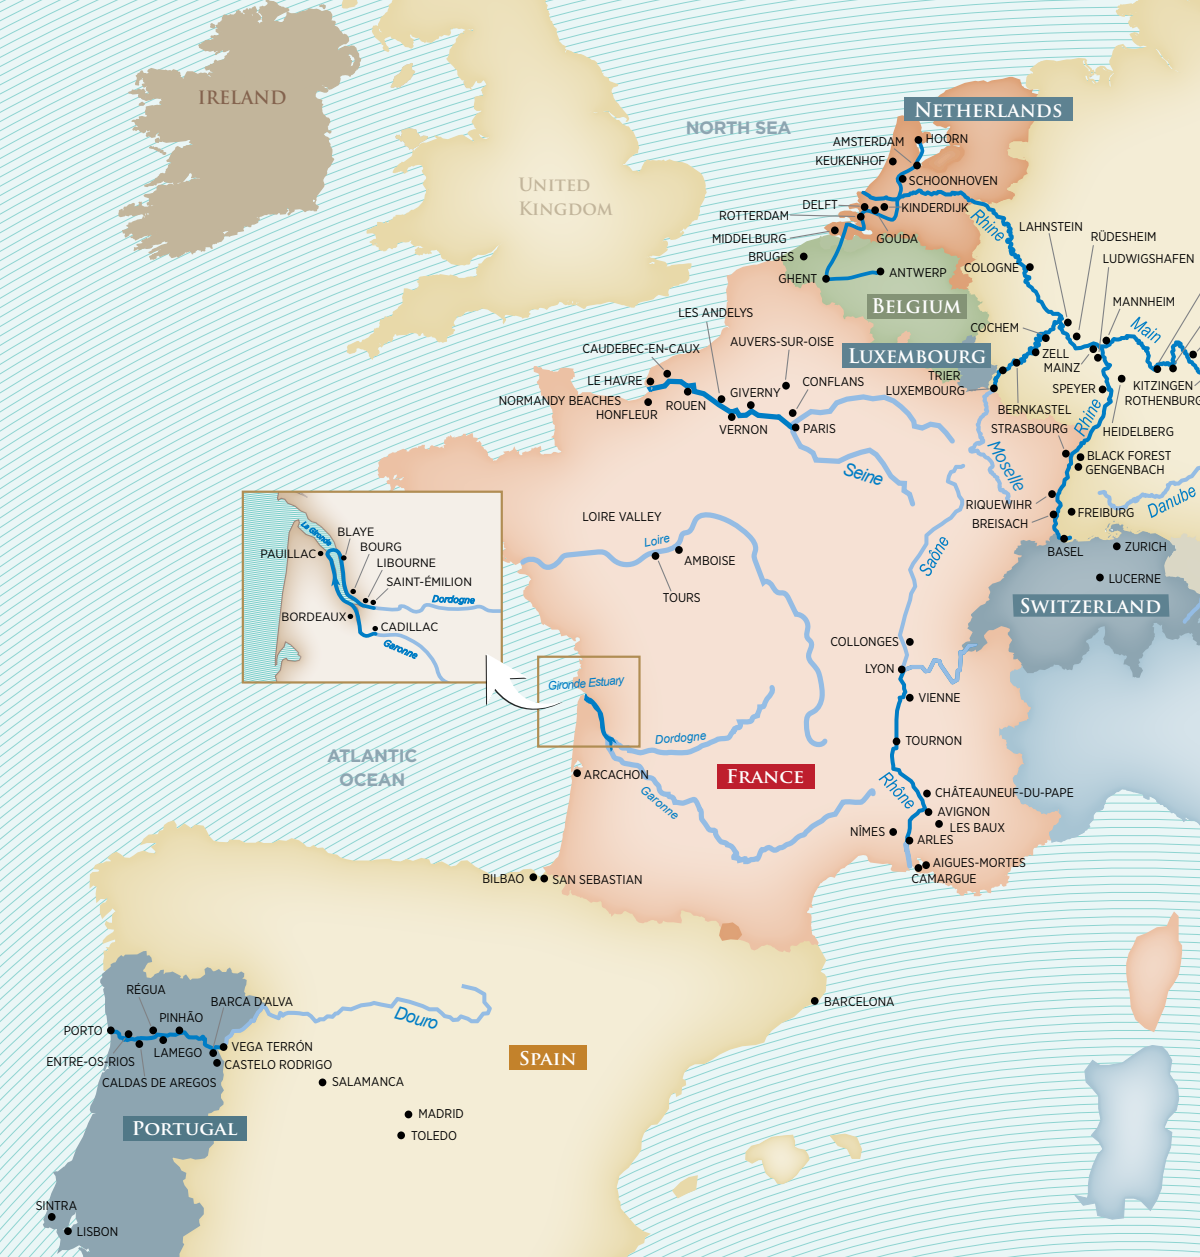 IRELAND
UNITED
KINGDOM
NORTH SEA
NETHERLANDS
HOORN
AMSTERDAM
KEUKENHOF
SCHOONHOVEN
DELFT
KINDERDIJK
ROTTERDAM
GOUDA
MIDDELBURG
BRUGES
GHENT
ANTWERP
BELGIUM
Rhine
LAHNSTEIN
RÜDESHEIM
LUDWIGSHAFEN
COLOGNE
MANNHEIM
Main
COCHEM
LUXEMBOURG
ZELL
MAINZ
TRIER
LUXEMBOURG
SPEYER
KITZINGEN
ROTHENBURG
BERNKASTEL
STRASBOURG
Rhine
HEIDELBERG
BLACK FOREST
GENGENBACH
Moselle
RIQUEWIHR
BREISACH
FREIBURG
Danube
BASEL
ZURICH
LUCERNE
SWITZERLAND
LES ANDELYS
AUVERS-SUR-OISE
CAUDEBEC-EN-CAUX
LE HAVRE
GIVERNY
CONFLANS
NORMANDY BEACHES
HONFLEUR
ROUEN
VERNON
PARIS
Seine
LOIRE VALLEY
Loire
AMBOISE
TOURS
Saône
La Gironde
BLAYE
PAUILLAC
BOURG
LIBOURNE
SAINT-ÉMILION
Dordogne
BORDEAUX
CADILLAC
Garonne
COLLONGES
LYON
VIENNE
TOURNON
Gironde Estuary
Dordogne
ATLANTIC
OCEAN
ARCACHON
Garonne
FRANCE
Rhône
CHÂTEAUNEUF-DU-PAPE
AVIGNON
LES BAUX
NÎMES
ARLES
AIGUES-MORTES
CAMARGUE
BILBAO
SAN SEBASTIAN
BARCELONA
RÉGUA
BARCA D'ALVA
PORTO
PINHÃO
Douro
ENTRE-OS-RIOS
LAMEGO
VEGA TERRÓN
CASTELO RODRIGO
CALDAS DE AREGOS
SPAIN
SALAMANCA
MADRID
TOLEDO
PORTUGAL
SINTRA
LISBON